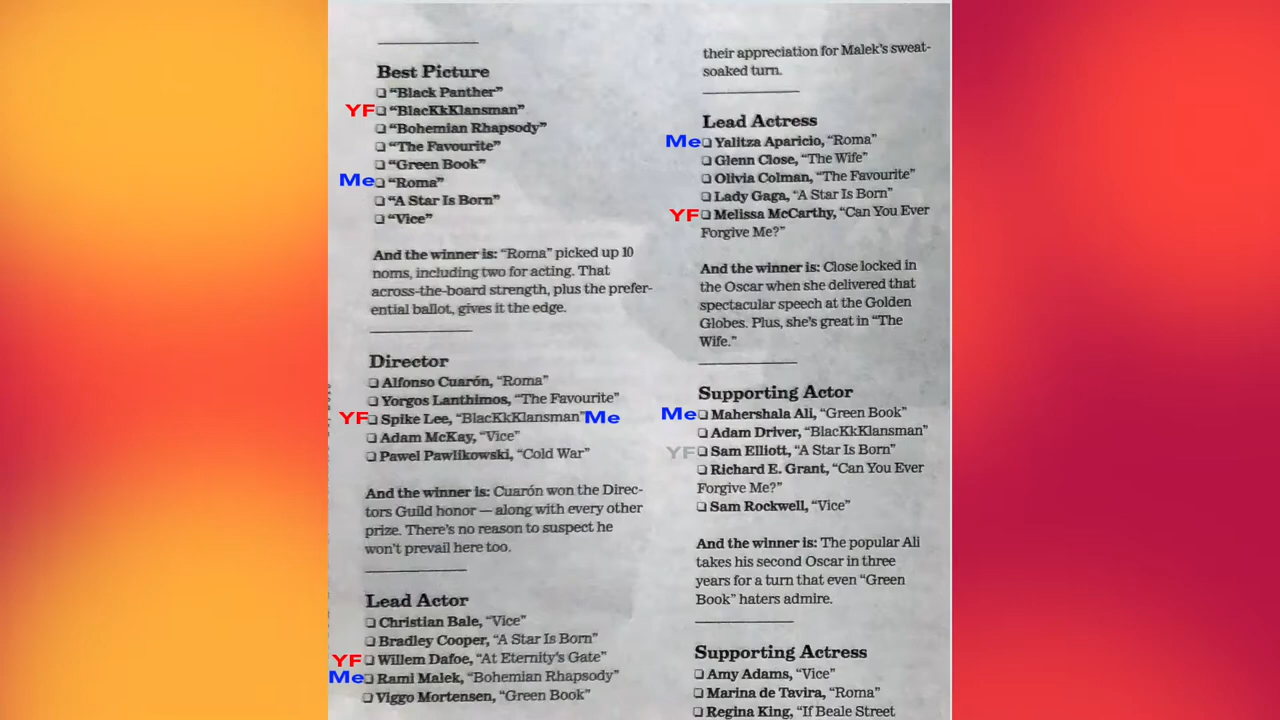 Best Picture
❏ “Black Panther”
YF ❏ “BlacKkKlansman”
❏ “Bohemian Rhapsody”
❏ “The Favourite”
❏ “Green Book”
Me ❏ “Roma”
❏ “A Star Is Born”
❏ “Vice”
And the winner is: “Roma” picked up 10
noms, including two for acting. That
across-the-board strength, plus the prefer-
ential ballot, gives it the edge.
Director
❏ Alfonso Cuarón, “Roma”
❏ Yorgos Lanthimos, “The Favourite”
YF ❏ Spike Lee, “BlacKkKlansman” Me
❏ Adam McKay, “Vice”
❏ Pawel Pawlikowski, “Cold War”
And the winner is: Cuarón won the Direc-
tors Guild honor — along with every other
prize. There’s no reason to suspect he
won’t prevail here too.
Lead Actor
❏ Christian Bale, “Vice”
❏ Bradley Cooper, “A Star Is Born”
YF ❏ Willem Dafoe, “At Eternity’s Gate”
Me ❏ Rami Malek, “Bohemian Rhapsody”
❏ Viggo Mortensen, “Green Book”
their appreciation for Malek’s sweat-
soaked turn.
Lead Actress
Me ❏ Yalitza Aparicio, “Roma”
❏ Glenn Close, “The Wife”
❏ Olivia Colman, “The Favourite”
❏ Lady Gaga, “A Star Is Born”
YF ❏ Melissa McCarthy, “Can You Ever
Forgive Me?”
And the winner is: Close locked in
the Oscar when she delivered that
spectacular speech at the Golden
Globes. Plus, she’s great in “The
Wife.”
Supporting Actor
Me ❏ Mahershala Ali, “Green Book”
❏ Adam Driver, “BlacKkKlansman”
YF ❏ Sam Elliott, “A Star Is Born”
❏ Richard E. Grant, “Can You Ever
Forgive Me?”
❏ Sam Rockwell, “Vice”
And the winner is: The popular Ali
takes his second Oscar in three
years for a turn that even “Green
Book” haters admire.
Supporting Actress
❏ Amy Adams, “Vice”
❏ Marina de Tavira, “Roma”
❏ Regina King, “If Beale Street